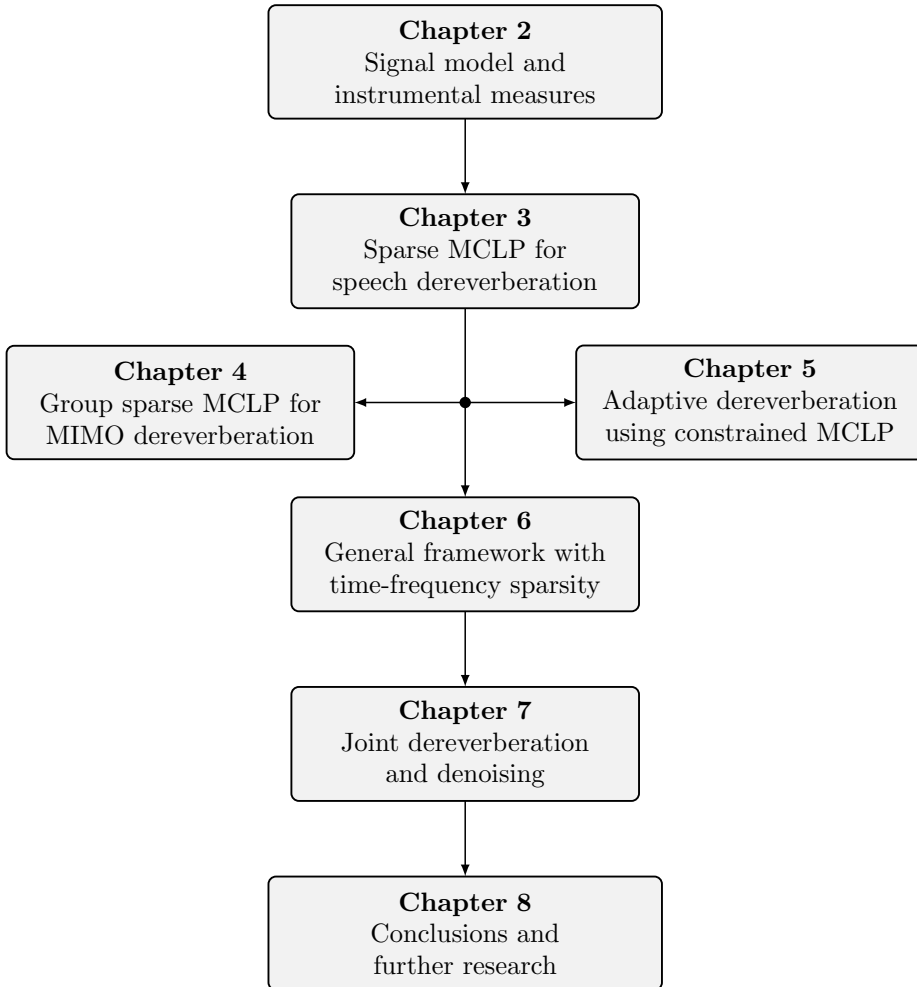 Chapter 2
Signal model and
instrumental measures
Chapter 3
Sparse MCLP for
speech dereverberation
Chapter 4
Group sparse MCLP for
MIMO dereverberation
Chapter 5
Adaptive dereverberation
using constrained MCLP
Chapter 6
General framework with
time-frequency sparsity
Chapter 7
Joint dereverberation
and denoising
Chapter 8
Conclusions and
further research